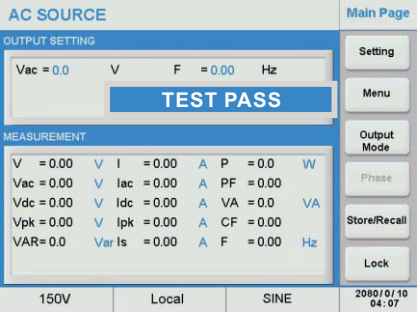 AC SOURCE
Main Page
OUTPUT SETTING
Vac = 0.0 V F = 0.00 Hz
TEST PASS
MEASUREMENT
V = 0.00 V I = 0.00 A P = 0.0 W
Vac = 0.00 V Iac = 0.00 A PF = 0.00
Vdc = 0.00 V Idc = 0.00 A VA = 0.0 VA
Vpk = 0.00 V Ipk = 0.00 A CF = 0.00
VAR= 0.0 Var Is = 0.00 A F = 0.00 Hz
Setting
Menu
Output
Mode
Phase
Store/Recall
Lock
150V Local SINE
2080/0/10
04:07